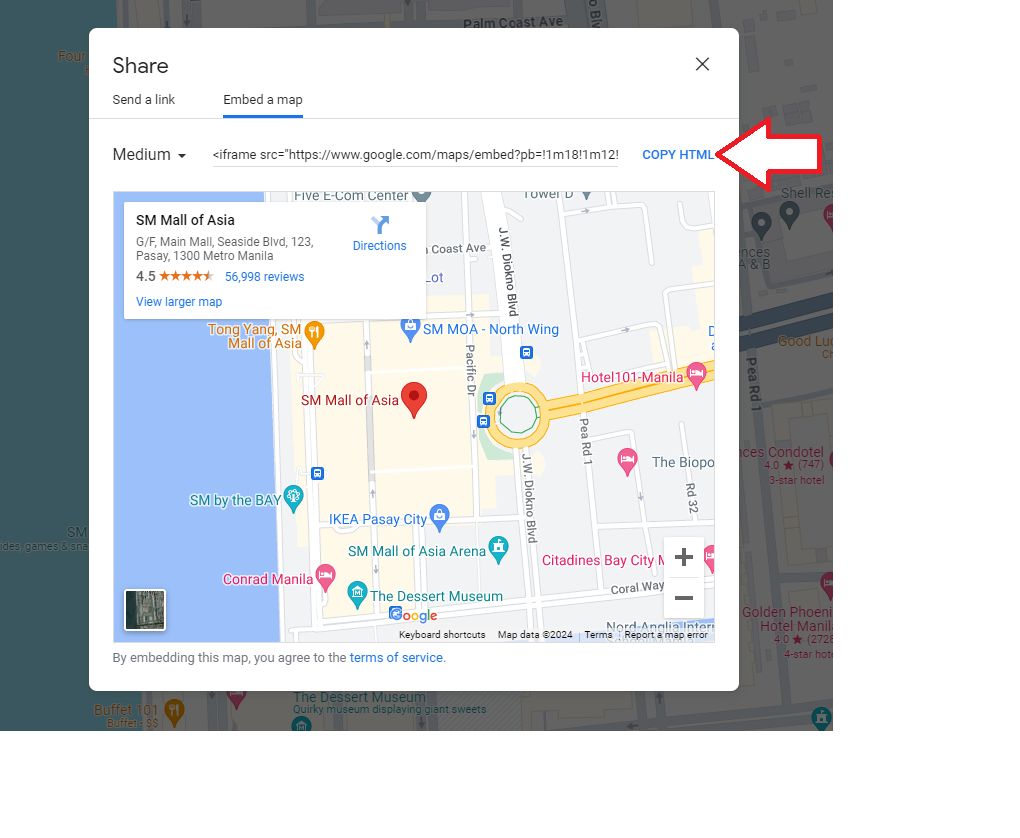 Palm Coast Ave
Share
Send a link
Embed a map
Medium
<iframe src="https://www.google.com/maps/embed?pb=!1m18!1m12!
COPY HTML
Five E-Com Center
Tower D
SM Mall of Asia
G/F, Main Mall, Seaside Blvd, 123,
Pasay, 1300 Metro Manila
Directions
4.5
56,998 reviews
View larger map
Coast Ave
Lot
J.W. Diokno Blvd
Tong Yang, SM
Mall of Asia
SM MOA - North Wing
Pacific Dr
Hotel101-Manila
SM Mall of Asia
Pea Rd 1
The Biopo
Rd 32
SM by the BAY
IKEA Pasay City
J.W. Diokno Blvd
SM Mall of Asia Arena
Citadines Bay City M
Conrad Manila
The Dessert Museum
Coral Way
Google
Nord Anglia Intern
Keyboard shortcuts
Map data ©2024
Terms
Report a map error
By embedding this map, you agree to the terms of service.
Four
Shell Re
nces
A & B
Good Luc
Ch
Pea Rd 1
nces Condotel
4.0 ★ (747)
3-star hotel
SM
ides, games & sna
Golden Phoeni
Hotel Manil
4.0 ★ (2728
4-star hote
The Dessert Museum
Quirky museum displaying giant sweets
Buffet 101
Buffet · $$